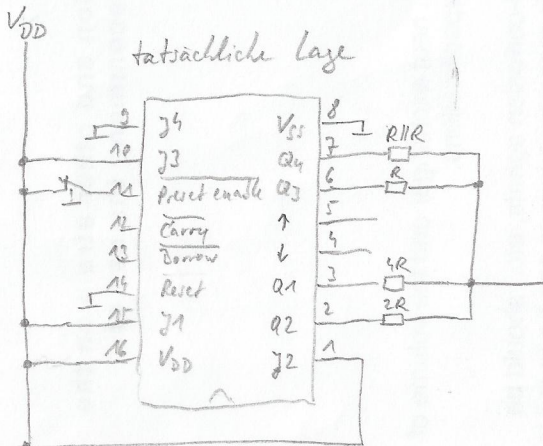 VDD
tatsächliche Lage
9 J4 VSS 8
10 J3 Q4 7 R||R
11 Preset enable Q3 6 R
12 Carry ↑ 5
13 Borrow ↓ 4
14 Reset Q1 3 4R
15 J1 Q2 2 2R
16 VDD J2 1